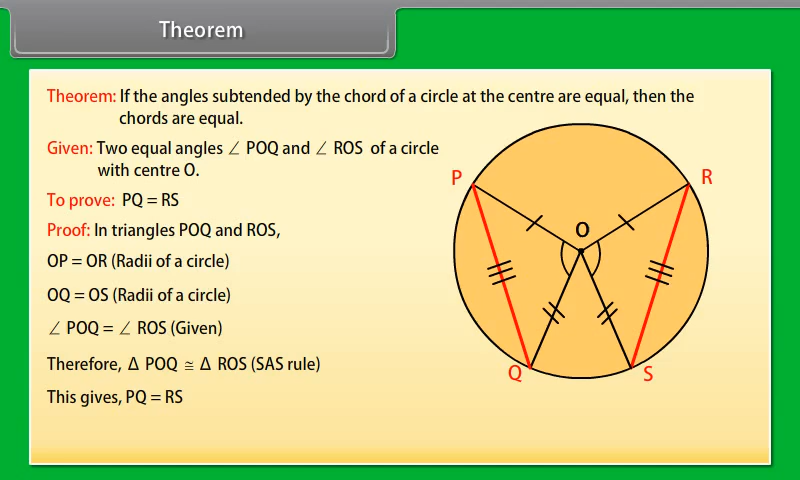 Theorem
Theorem: If the angles subtended by the chord of a circle at the centre are equal, then the
chords are equal.
Given: Two equal angles ∠ POQ and ∠ ROS of a circle
with centre O.
To prove: PQ = RS
Proof: In triangles POQ and ROS,
OP = OR (Radii of a circle)
OQ = OS (Radii of a circle)
∠ POQ = ∠ ROS (Given)
Therefore, Δ POQ ≅ Δ ROS (SAS rule)
This gives, PQ = RS
P
R
O
Q
S